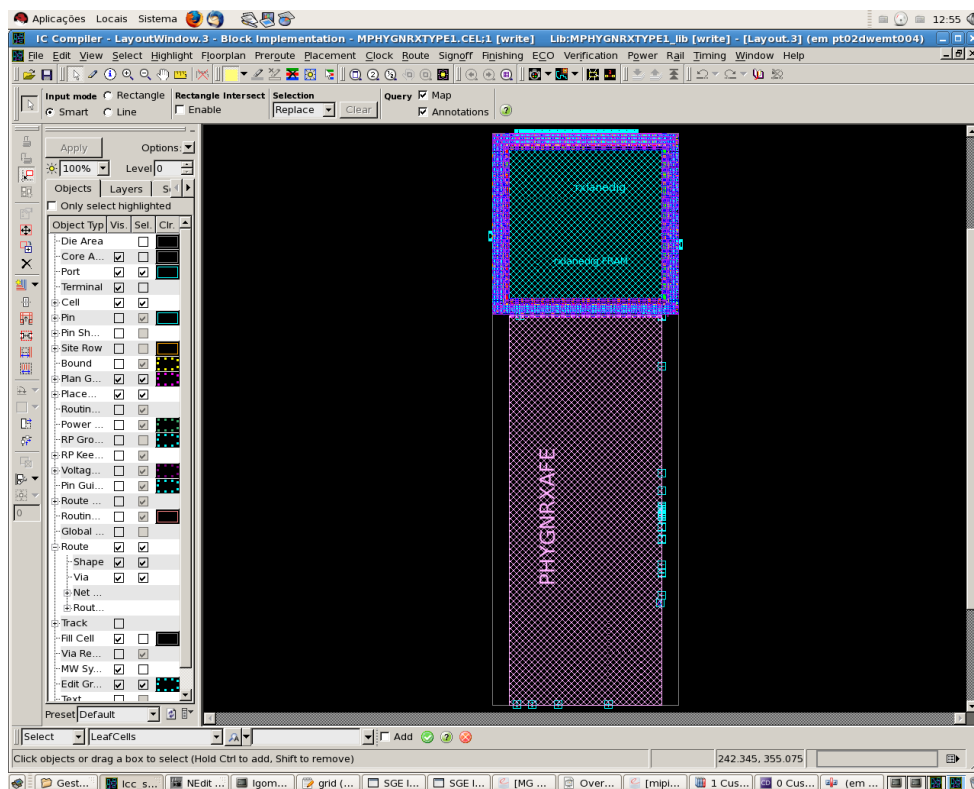 Aplicações Locais Sistema 12:55
IC Compiler - LayoutWindow.3 - Block Implementation - MPHYGNRXTYPE1.CEL;1 [write] Lib:MPHYGNRXTYPE1_lib [write] - [Layout.3] (em pt02dwemt004)
File Edit View Select Highlight Floorplan Preroute Placement Clock Route Signoff Finishing ECO Verification Power Rail Timing Window Help
Input mode Rectangle Rectangle Intersect Selection Query Map
Smart Line Enable Replace Clear Annotations
Apply Options:
100% Level 0
Objects Layers
Only select highlighted
Object Typ Vis. Sel. Clr.
Die Area
Core A...
Port
Terminal
Cell
Pin
Pin Sh...
Site Row
Bound
Plan G...
Place...
Routin...
Power ...
RP Gro...
RP Kee...
Voltag...
Pin Gui...
Route ...
Routin...
Global ...
Route
Shape
Via
Net ...
Rout...
Track
Fill Cell
Via Re...
MW Sy...
Edit Gr...
Text
0
rxlanedig
rxlanedig.FRAM
PHYGNRXAFE
Preset Default
Select LeafCells Add
Click objects or drag a box to select (Hold Ctrl to add, Shift to remove) 242.345, 355.075
Gest... Icc_s... NEdit ... lgom... grid (... SGE I... SGE I... [MG ... Over... [mipi... 1 Cus... 0 Cus... (em ...